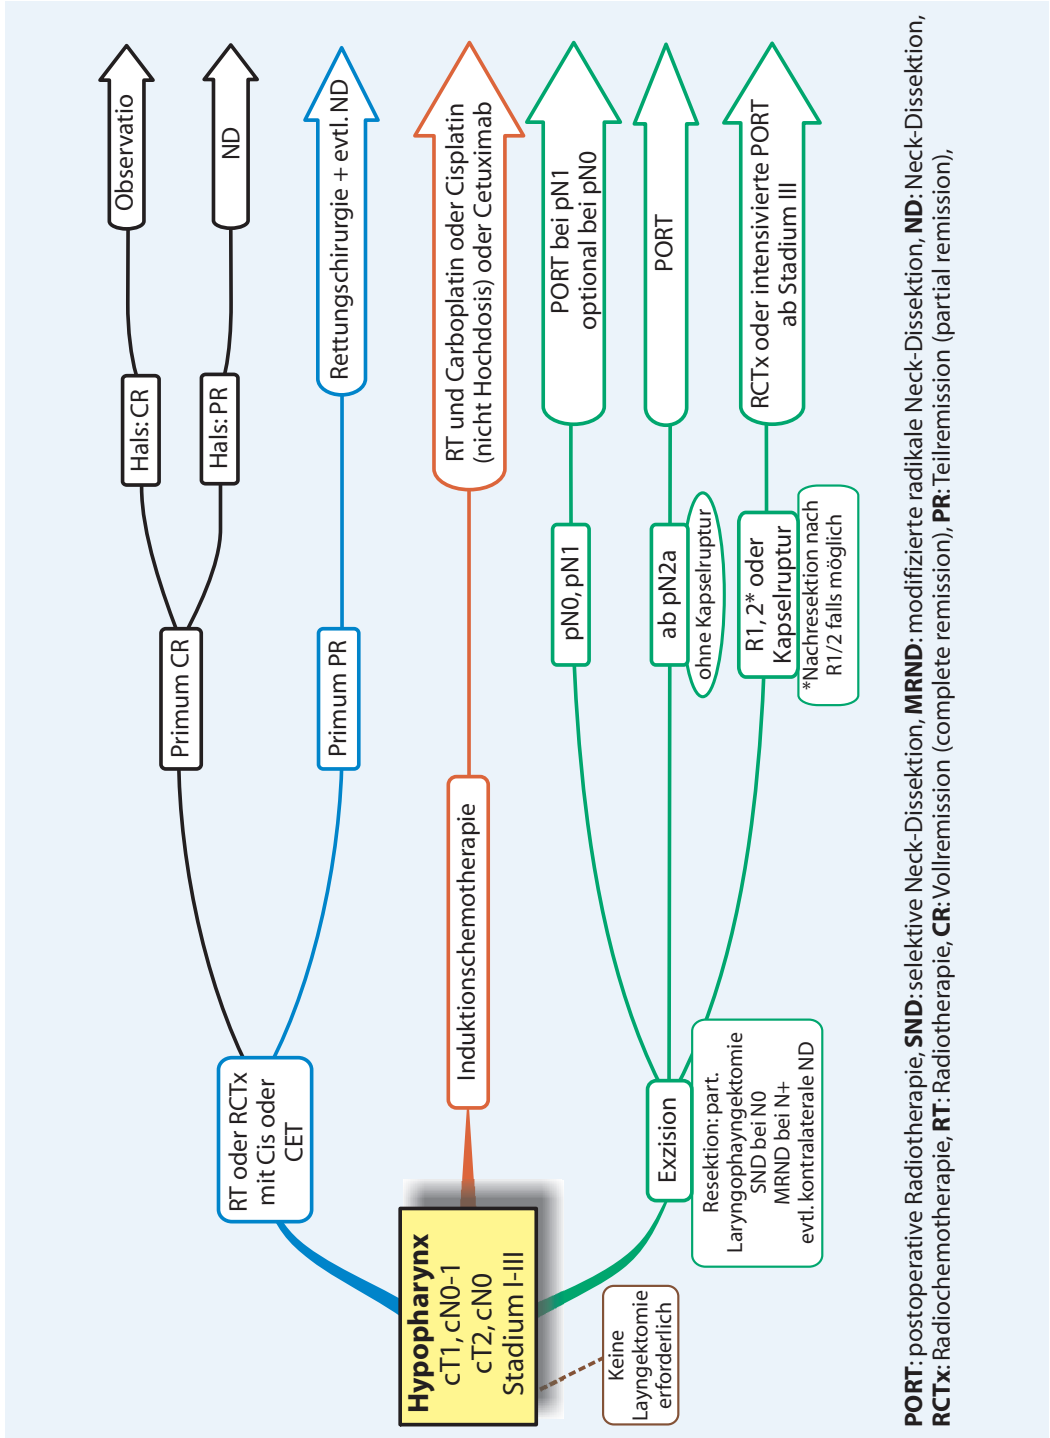 Hypopharynx
cT1, cN0-1
cT2, cN0
Stadium I-III
Keine
Layngektomie
erforderlich
RT oder RCTx
mit Cis oder
CET
Primum CR
Hals: CR
Observatio
Hals: PR
ND
Primum PR
Rettungschirurgie + evtl. ND
Induktionschemotherapie
RT und Carboplatin oder Cisplatin
(nicht Hochdosis) oder Cetuximab
Exzision
Resektion: part.
Laryngophayngektomie
SND bei N0
MRND bei N+
evtl. kontralaterale ND
pN0, pN1
PORT bei pN1
optional bei pN0
ab pN2a
ohne Kapselruptur
PORT
R1, 2* oder
Kapselruptur
*Nachresektion nach
R1/2 falls möglich
RCTx oder intensivierte PORT
ab Stadium III
PORT: postoperative Radiotherapie, SND: selektive Neck-Dissektion, MRND: modifizierte radikale Neck-Dissektion, ND: Neck-Dissektion,
RCTx: Radiochemotherapie, RT: Radiotherapie, CR: Vollremission (complete remission), PR: Teilremission (partial remission),